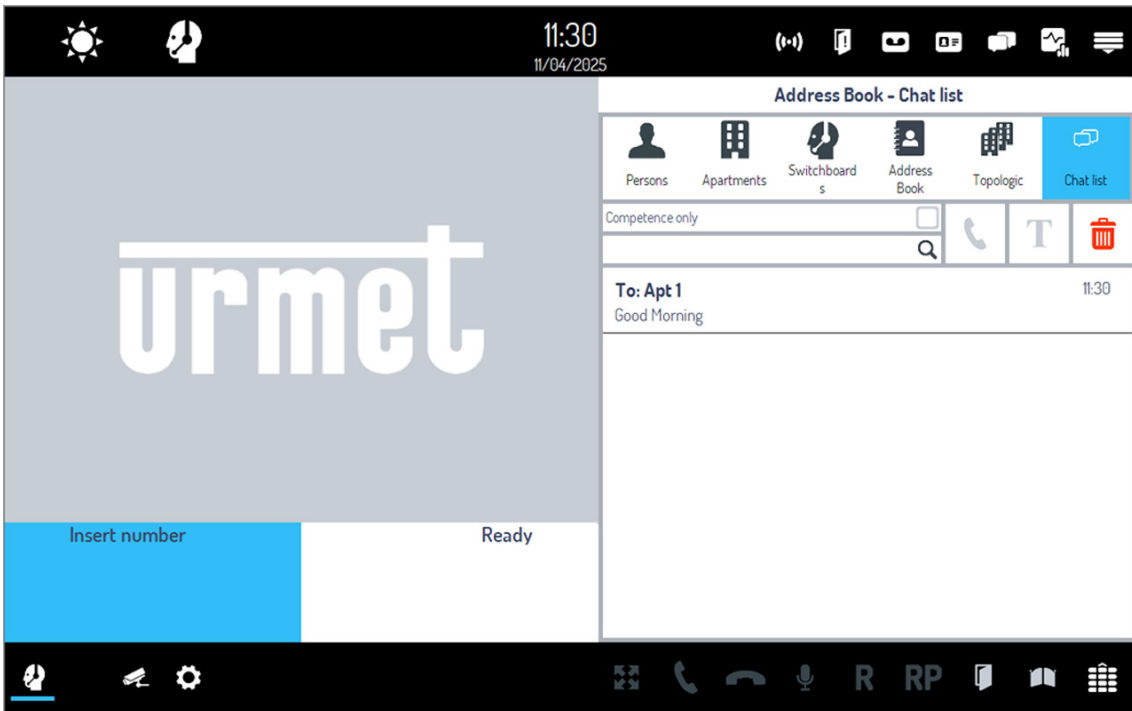 11:30
11/04/2025
Address Book - Chat list
Persons
Apartments
Switchboard
s
Address
Book
Topologic
Chat list
Competence only
T
To: Apt 1
11:30
Good Morning
urmet
Insert number
Ready
R
RP